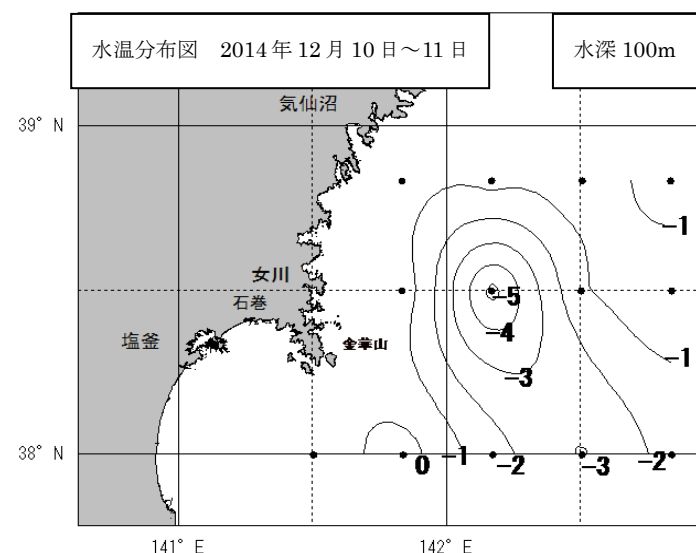 水温分布図　2014年12月10日～11日
水深100m
気仙沼
39° N
-1
女川
-5
石巻
-4
塩釜
金華山
-1
-3
38° N
0
-1
-2
-3
-2
141° E
142° E